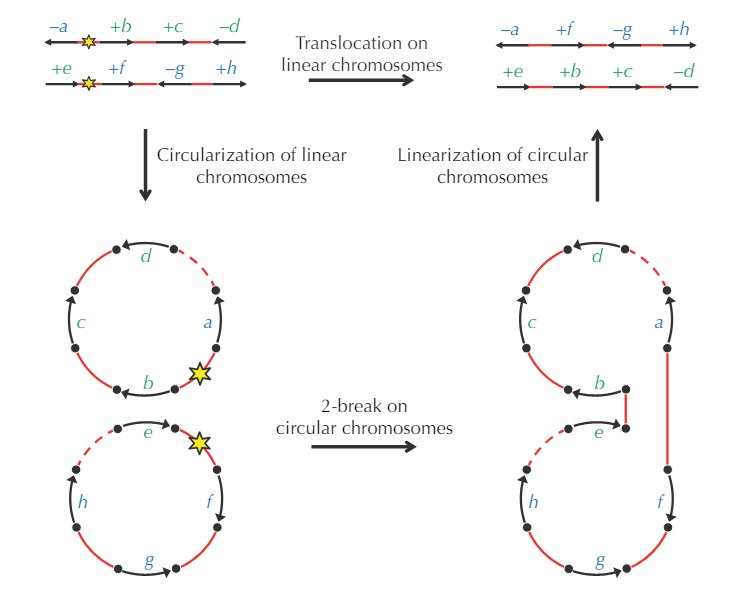 −a +b +c −d
+e +f −g +h
Translocation on
linear chromosomes
−a +f −g +h
+e +b +c −d
Circularization of linear
chromosomes
Linearization of circular
chromosomes
d
c a
b
e
h f
g
2-break on
circular chromosomes
d
c a
b
e
h f
g